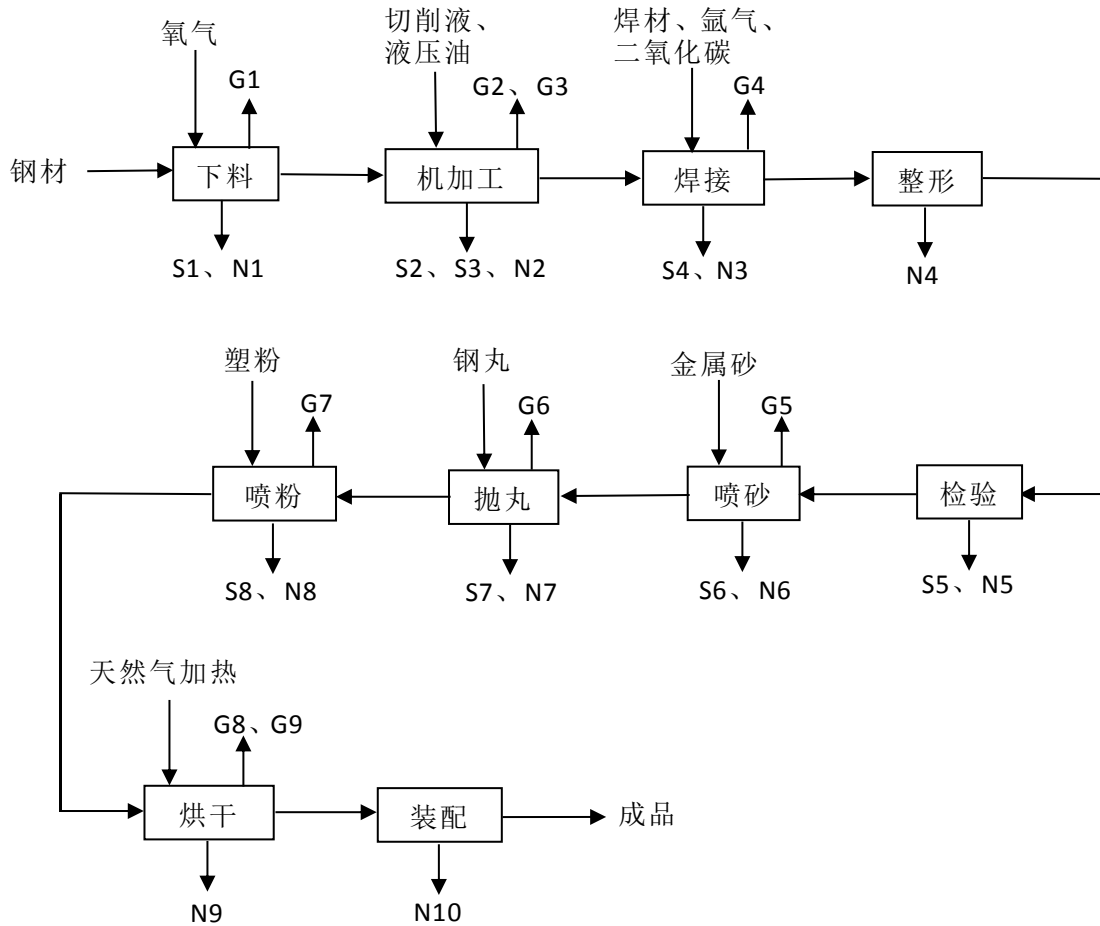 氧气
切削液、
液压油
焊材、氩气、
二氧化碳
G1
G2、G3
G4
钢材
下料
机加工
焊接
整形
S1、N1
S2、S3、N2
S4、N3
N4
塑粉
钢丸
金属砂
G7
G6
G5
喷粉
抛丸
喷砂
检验
S8、N8
S7、N7
S6、N6
S5、N5
天然气加热
G8、G9
烘干
装配
成品
N9
N10